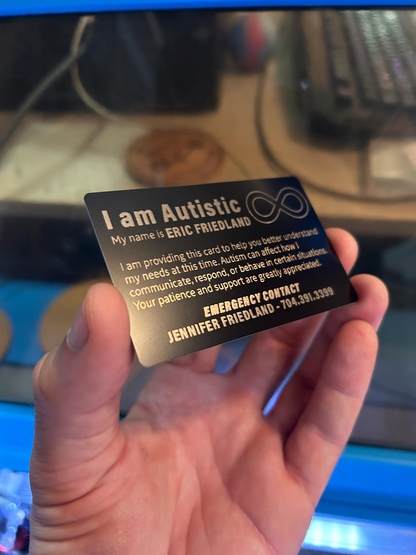 I am Autistic
My name is ERIC FRIEDLAND
I am providing this card to help you better understand
my needs at this time. Autism can affect how I
communicate, respond, or behave in certain situations.
Your patience and support are greatly appreciated.
EMERGENCY CONTACT
JENNIFER FRIEDLAND - 704.391.3399